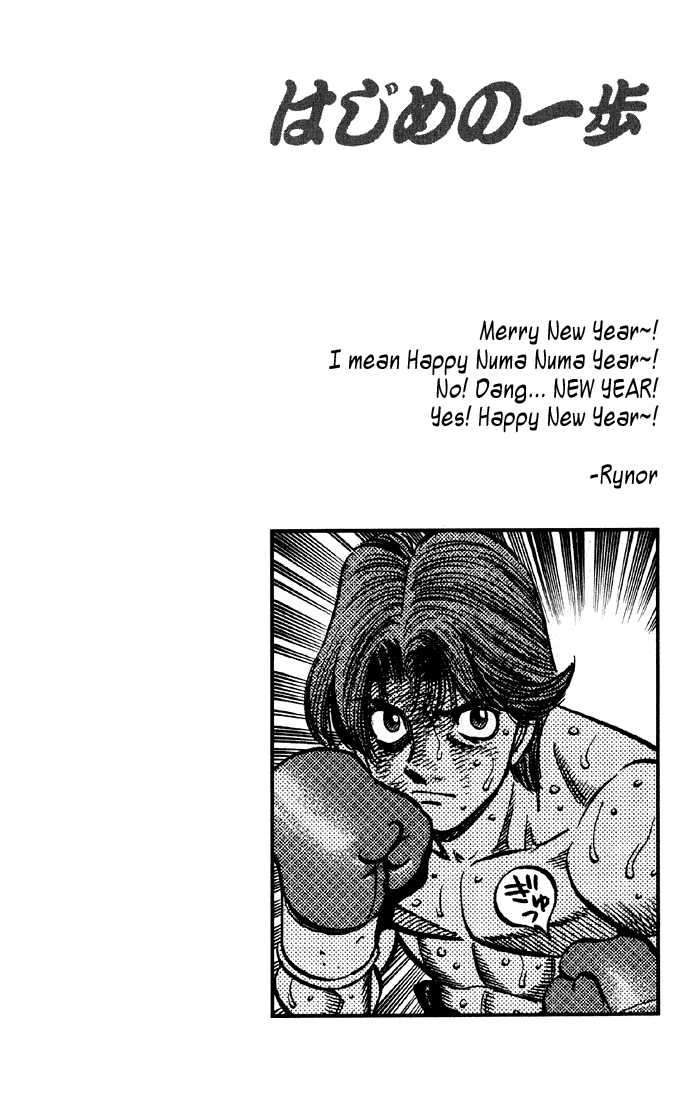 はじめの一歩
Merry New Year~!
I mean Happy Numa Numa Year~!
No! Dang... NEW YEAR!
Yes! Happy New Year~!
-Rynor
ぎゅっ